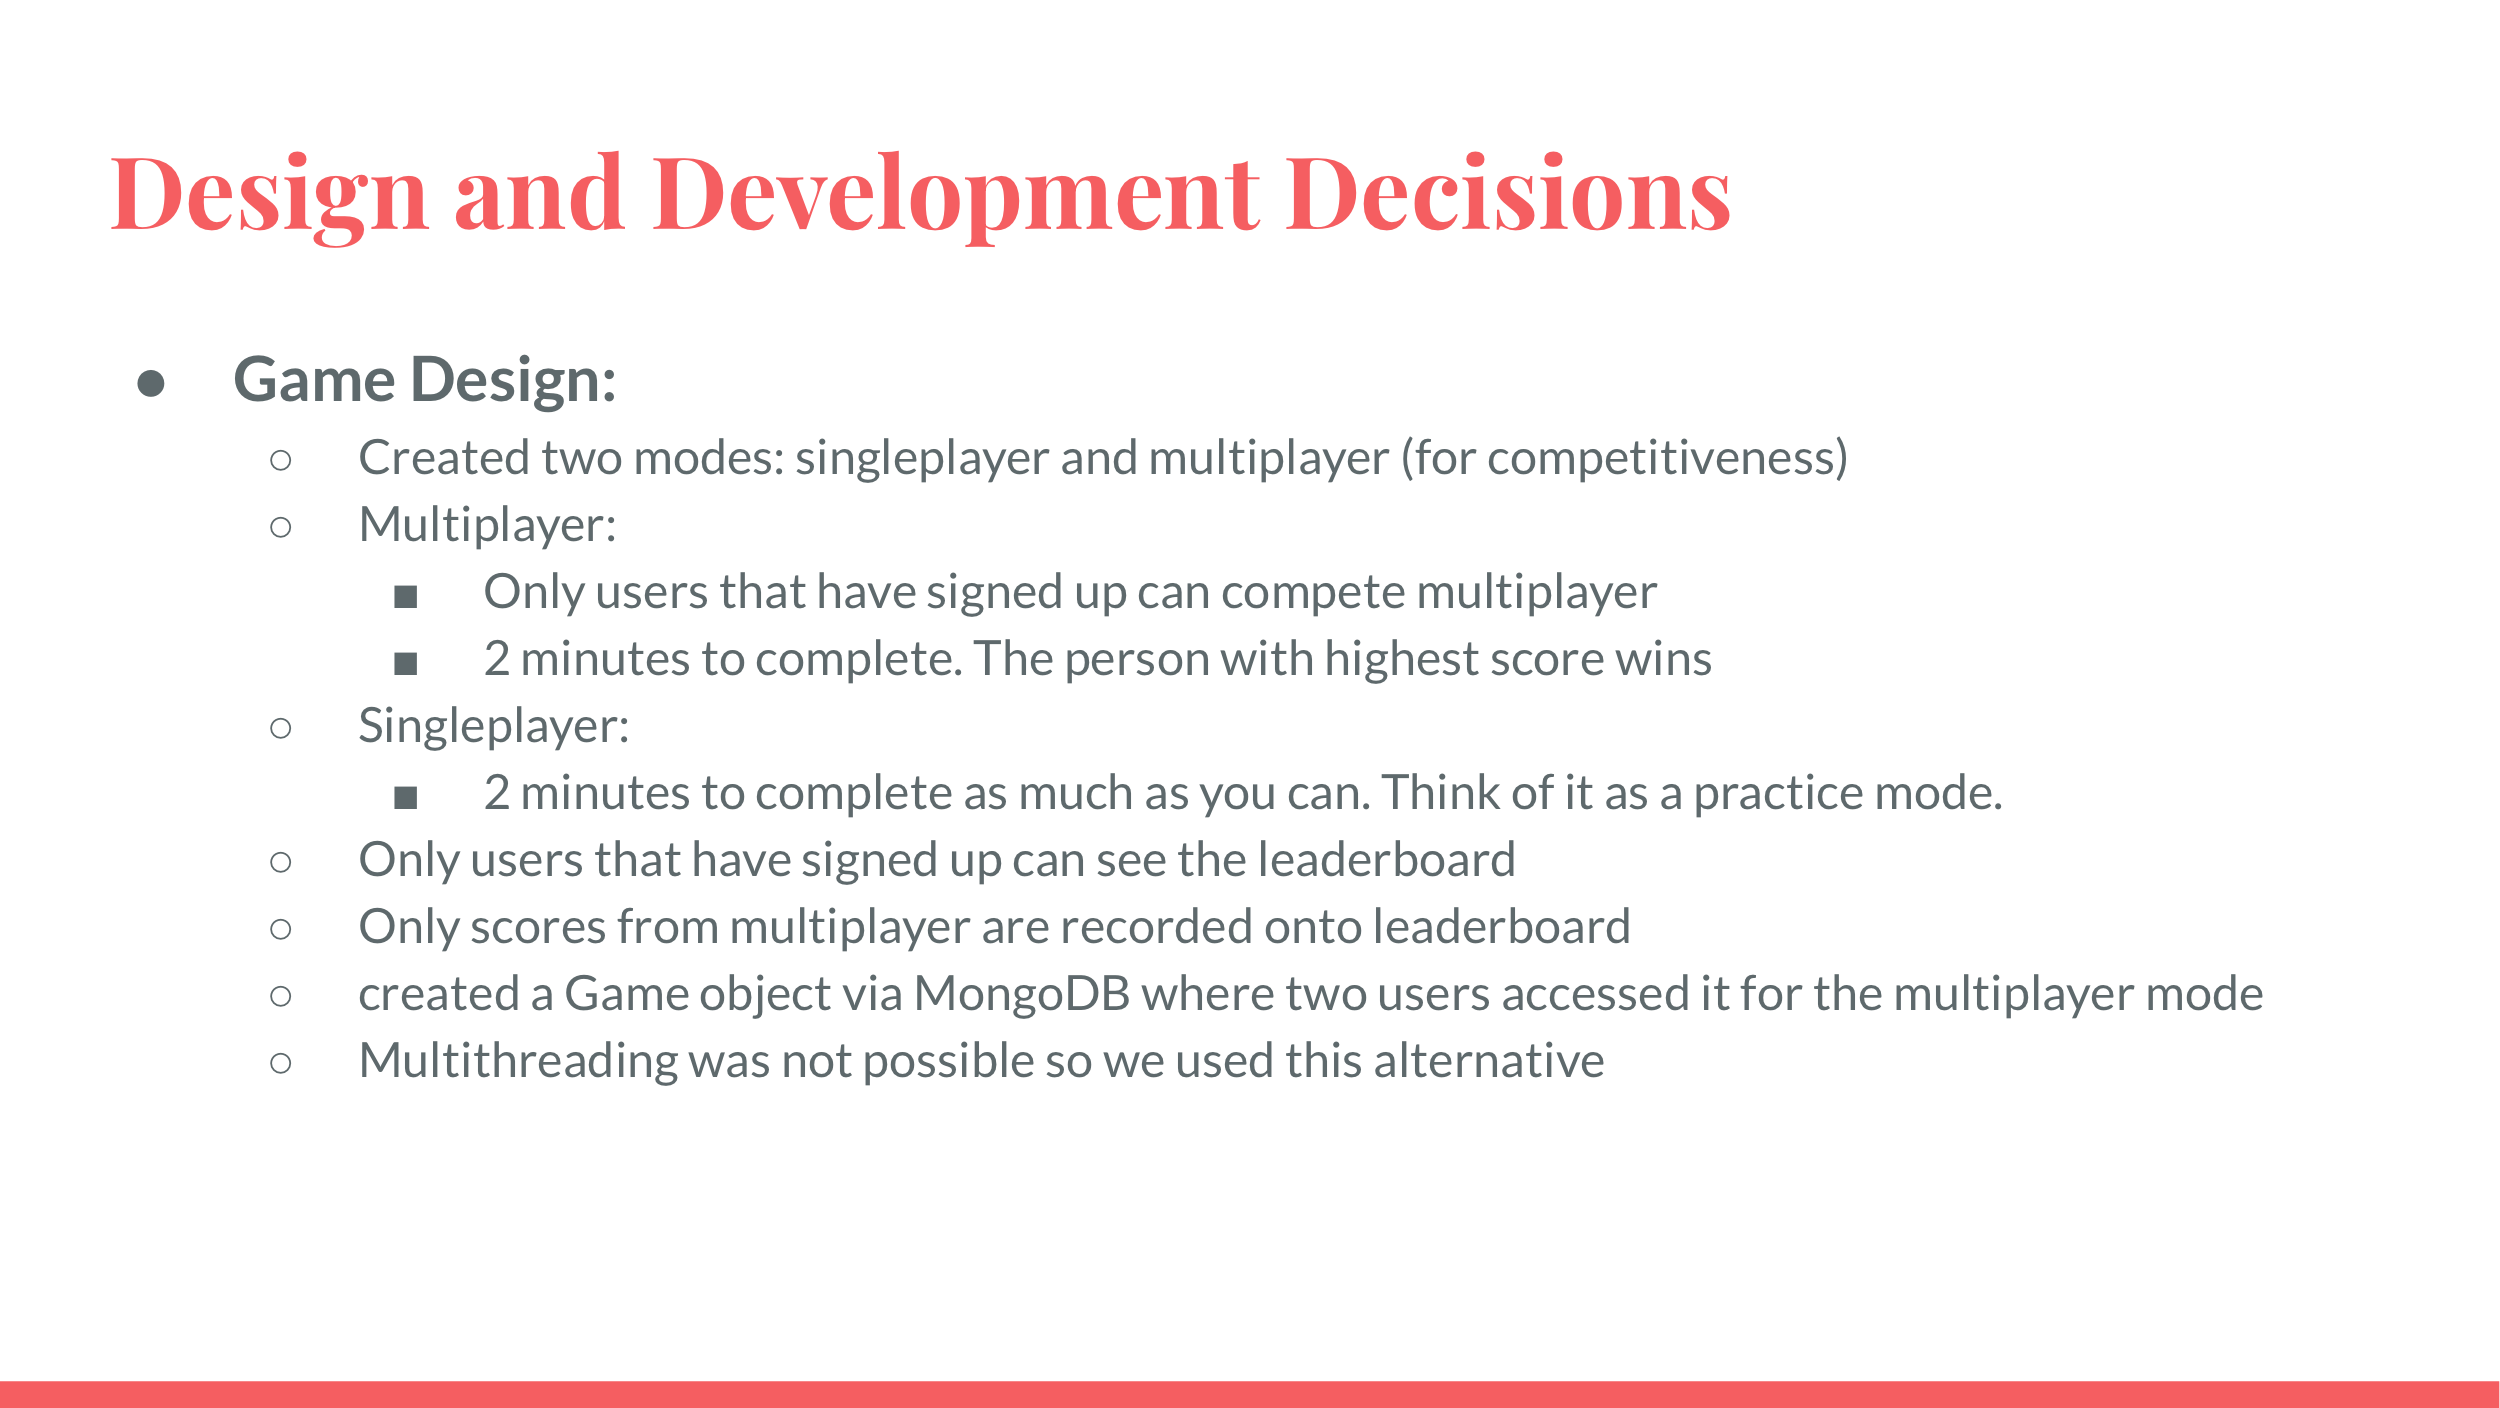 Design and Development Decisions
● Game Design:
○ Created two modes: singleplayer and multiplayer (for competitiveness)
○ Multiplayer:
■ Only users that have signed up can compete multiplayer
■ 2 minutes to complete. The person with highest score wins
○ Singleplayer:
■ 2 minutes to complete as much as you can. Think of it as a practice mode.
○ Only users that have signed up can see the leaderboard
○ Only scores from multiplayer are recorded onto leaderboard
○ created a Game object via MongoDB where two users accessed it for the multiplayer mode
○ Multithreading was not possible so we used this alternative